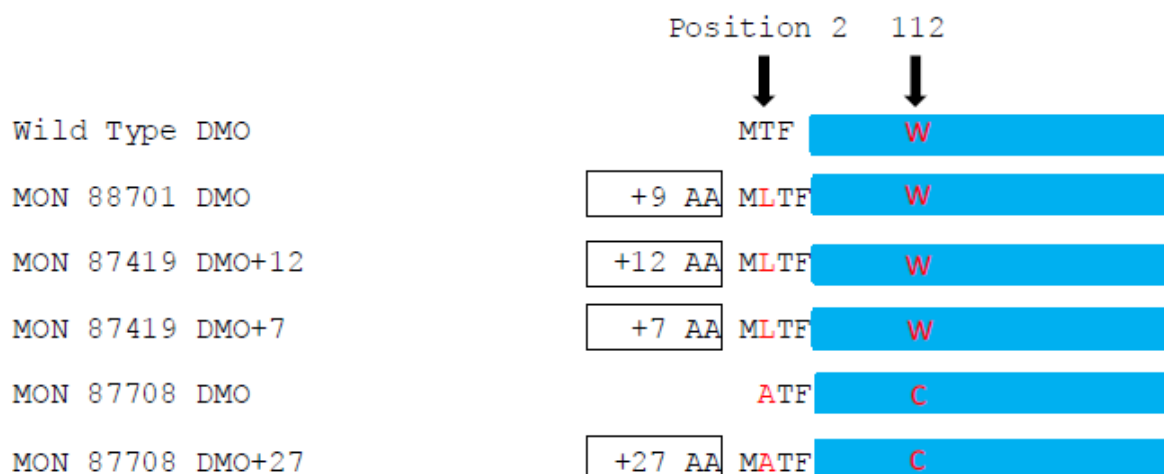 Position 2 112
Wild Type DMO MTF W
MON 88701 DMO +9 AA MLTF W
MON 87419 DMO+12 +12 AA MLTF W
MON 87419 DMO+7 +7 AA MLTF W
MON 87708 DMO ATF C
MON 87708 DMO+27 +27 AA MATF C